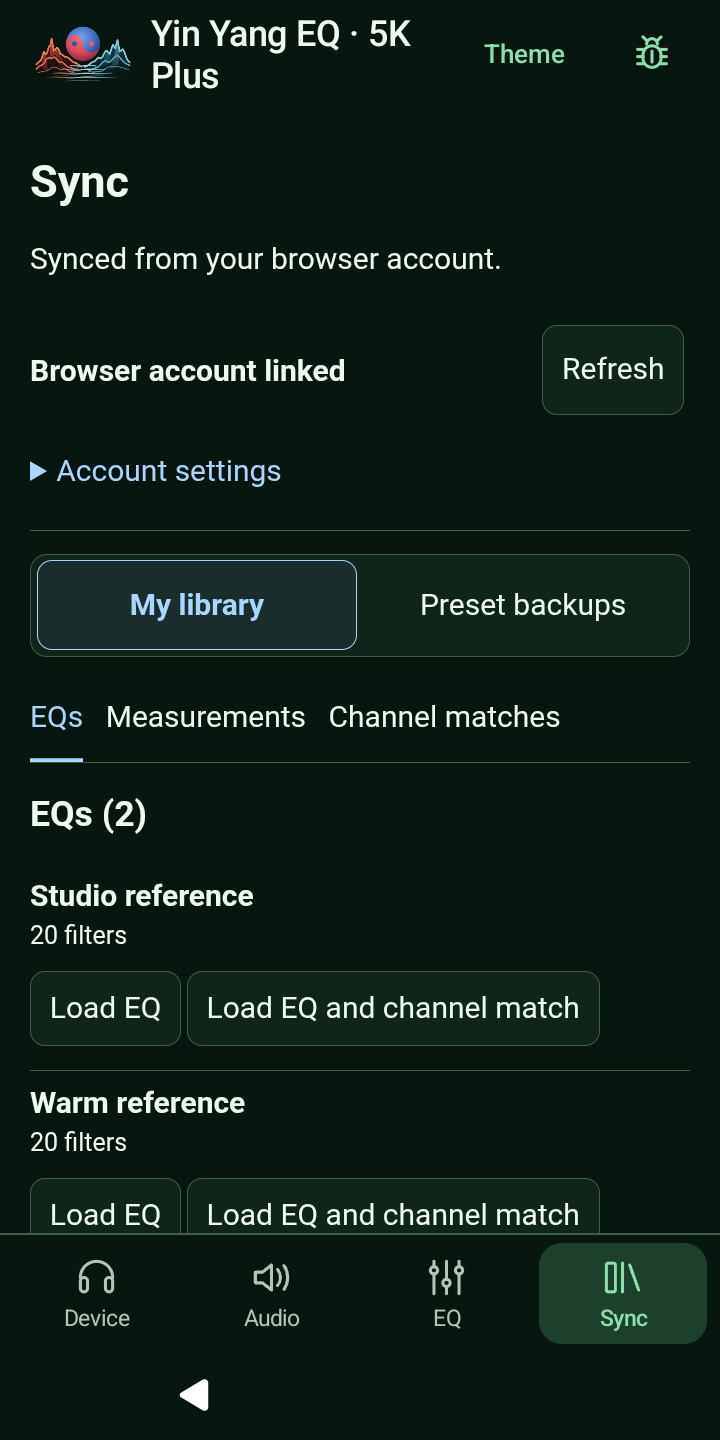 Yin Yang EQ · 5K
Plus
Theme
Sync
Synced from your browser account.
Browser account linked
Refresh
Account settings
My library
Preset backups
EQs
Measurements
Channel matches
EQs (2)
Studio reference
20 filters
Load EQ
Load EQ and channel match
Warm reference
20 filters
Load EQ
Load EQ and channel match
Device
Audio
EQ
Sync